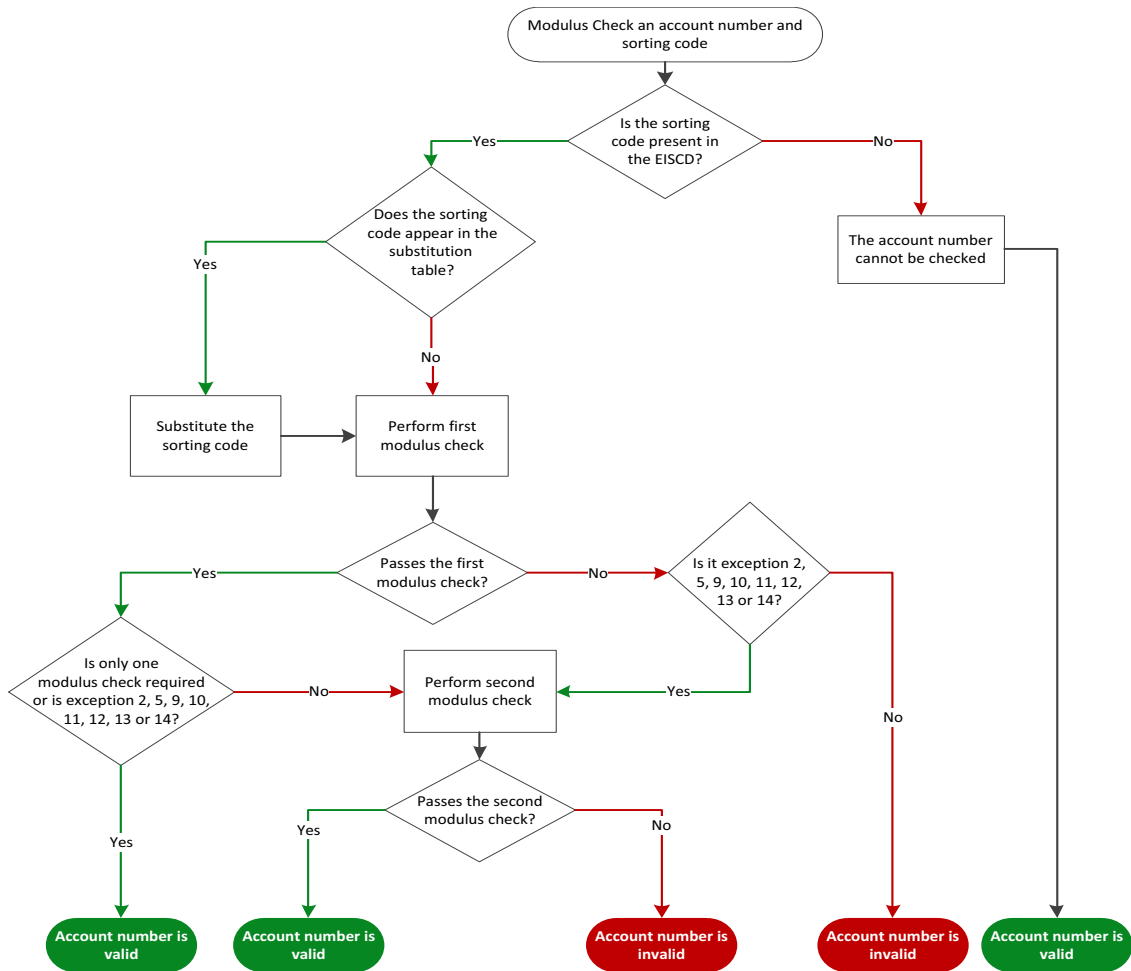 Modulus Check an account number and
sorting code
Is the sorting
code present in
the EISCD?
Yes
No
Does the sorting
code appear in the
substitution
table?
The account number
cannot be checked
Yes
No
Substitute the
sorting code
Perform first
modulus check
Passes the first
modulus check?
Yes
No
Is it exception 2,
5, 9, 10, 11, 12,
13 or 14?
Is only one
modulus check required
or is exception 2, 5, 9, 10,
11, 12, 13 or 14?
No
Perform second
modulus check
Yes
No
Passes the second
modulus check?
Yes
Yes
No
Account number is
valid
Account number is
valid
Account number is
invalid
Account number is
invalid
Account number is
valid